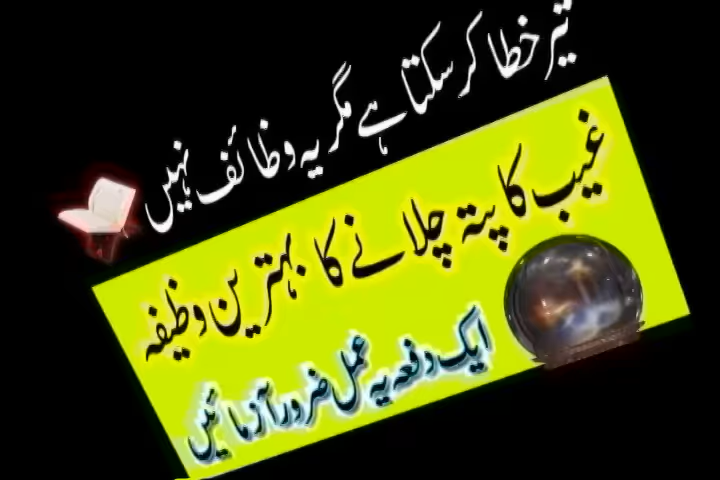 تیر خطا کر سکتا ہے مگر یہ وظائف نہیں
غیب کا پتہ چلانے کا بہترین وظیفہ
ایک دفعہ یہ عمل ضرور آزمائیں